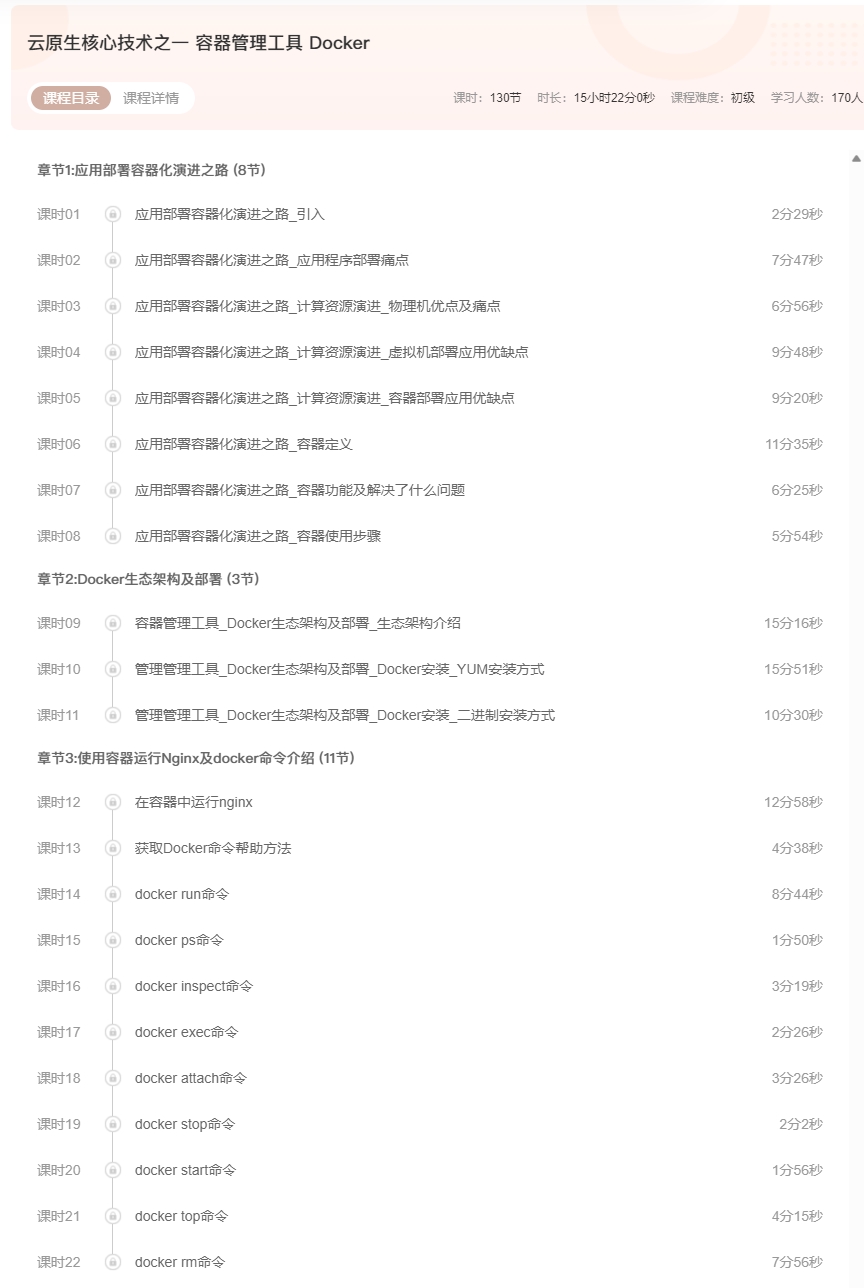 云原生核心技术之一 容器管理工具 Docker
课程目录 课程详情 课时: 130节 时长: 15小时22分0秒 课程难度: 初级 学习人数: 170人
章节1:应用部署容器化演进之路 (8节)
课时01 应用部署容器化演进之路_引入 2分29秒
课时02 应用部署容器化演进之路_应用程序部署痛点 7分47秒
课时03 应用部署容器化演进之路_计算资源演进_物理机优点及痛点 6分56秒
课时04 应用部署容器化演进之路_计算资源演进_虚拟机部署应用优缺点 9分48秒
课时05 应用部署容器化演进之路_计算资源演进_容器部署应用优缺点 9分20秒
课时06 应用部署容器化演进之路_容器定义 11分35秒
课时07 应用部署容器化演进之路_容器功能及解决了什么问题 6分25秒
课时08 应用部署容器化演进之路_容器使用步骤 5分54秒
章节2:Docker生态架构及部署 (3节)
课时09 容器管理工具_Docker生态架构及部署_生态架构介绍 15分16秒
课时10 管理管理工具_Docker生态架构及部署_Docker安装_YUM安装方式 15分51秒
课时11 管理管理工具_Docker生态架构及部署_Docker安装_二进制安装方式 10分30秒
章节3:使用容器运行Nginx及docker命令介绍 (11节)
课时12 在容器中运行nginx 12分58秒
课时13 获取Docker命令帮助方法 4分38秒
课时14 docker run命令 8分44秒
课时15 docker ps命令 1分50秒
课时16 docker inspect命令 3分19秒
课时17 docker exec命令 2分26秒
课时18 docker attach命令 3分26秒
课时19 docker stop命令 2分2秒
课时20 docker start命令 1分56秒
课时21 docker top命令 4分15秒
课时22 docker rm命令 7分56秒